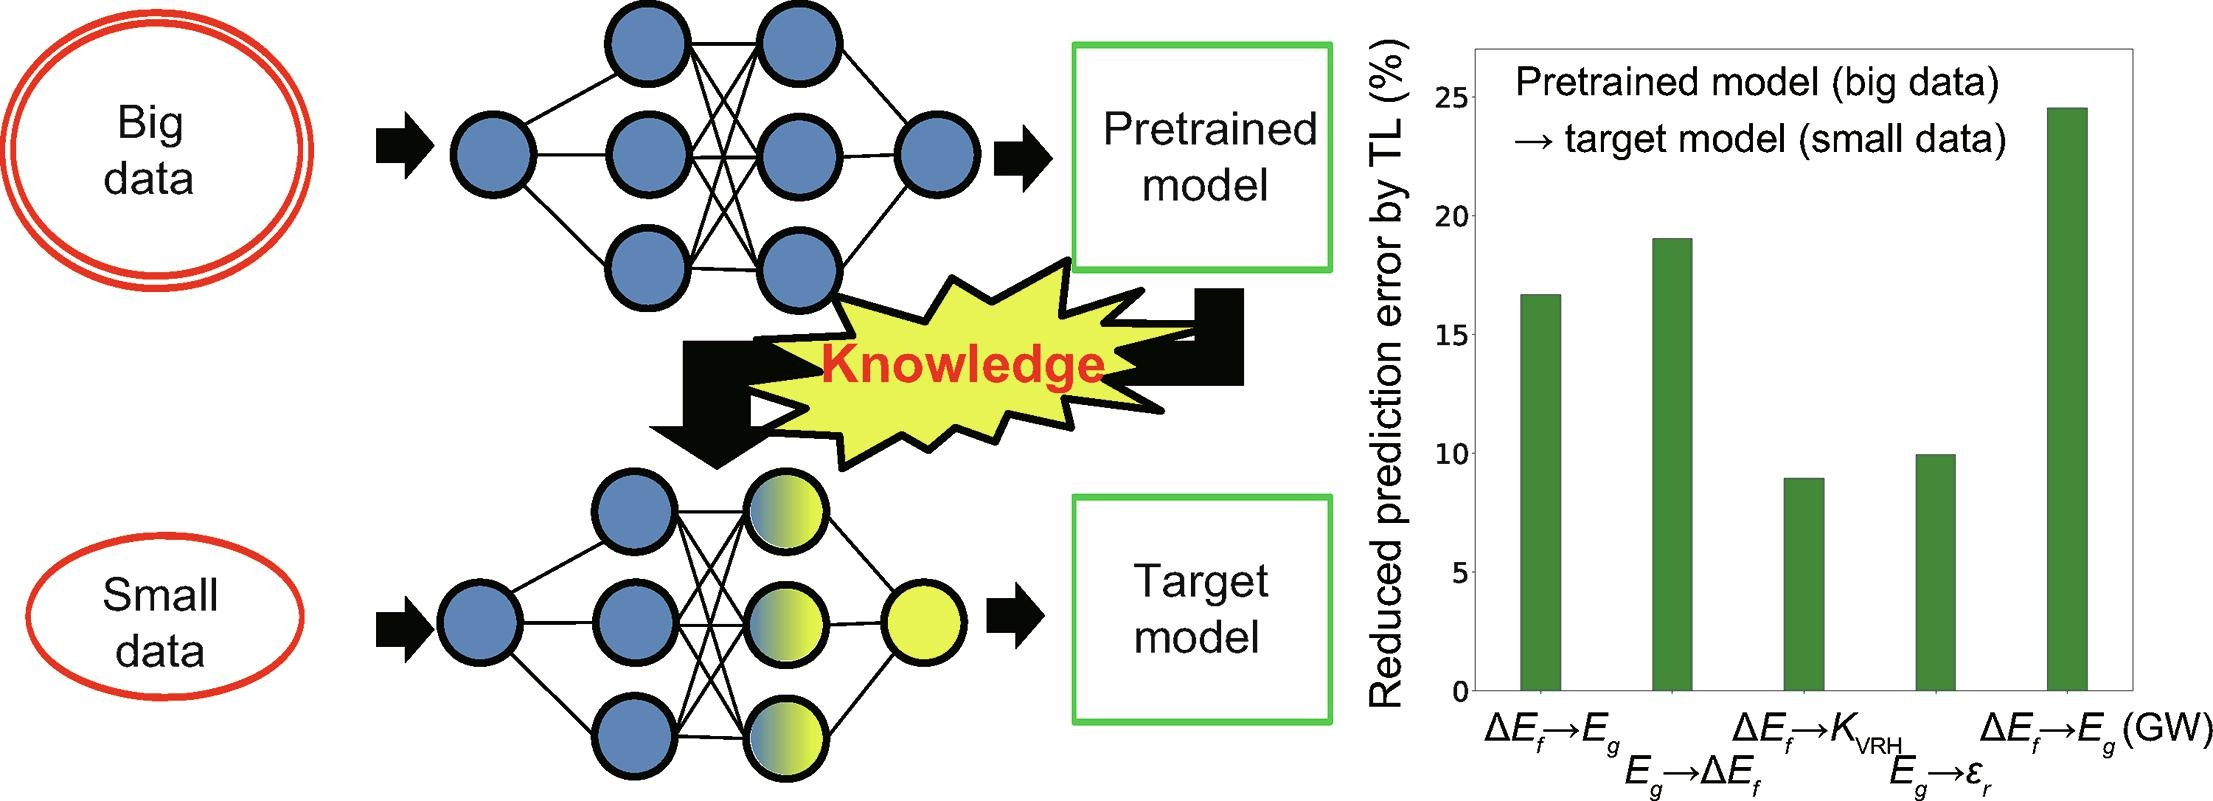 Big
data
Pretrained
model
Knowledge
Small
data
Target
model
Reduced prediction error by TL (%)
Pretrained model (big data)
→ target model (small data)
25
20
15
10
5
0
ΔE_f→E_g
E_g→ΔE_f
ΔE_f→K_VRH
E_g→ε_r
ΔE_f→E_g (GW)